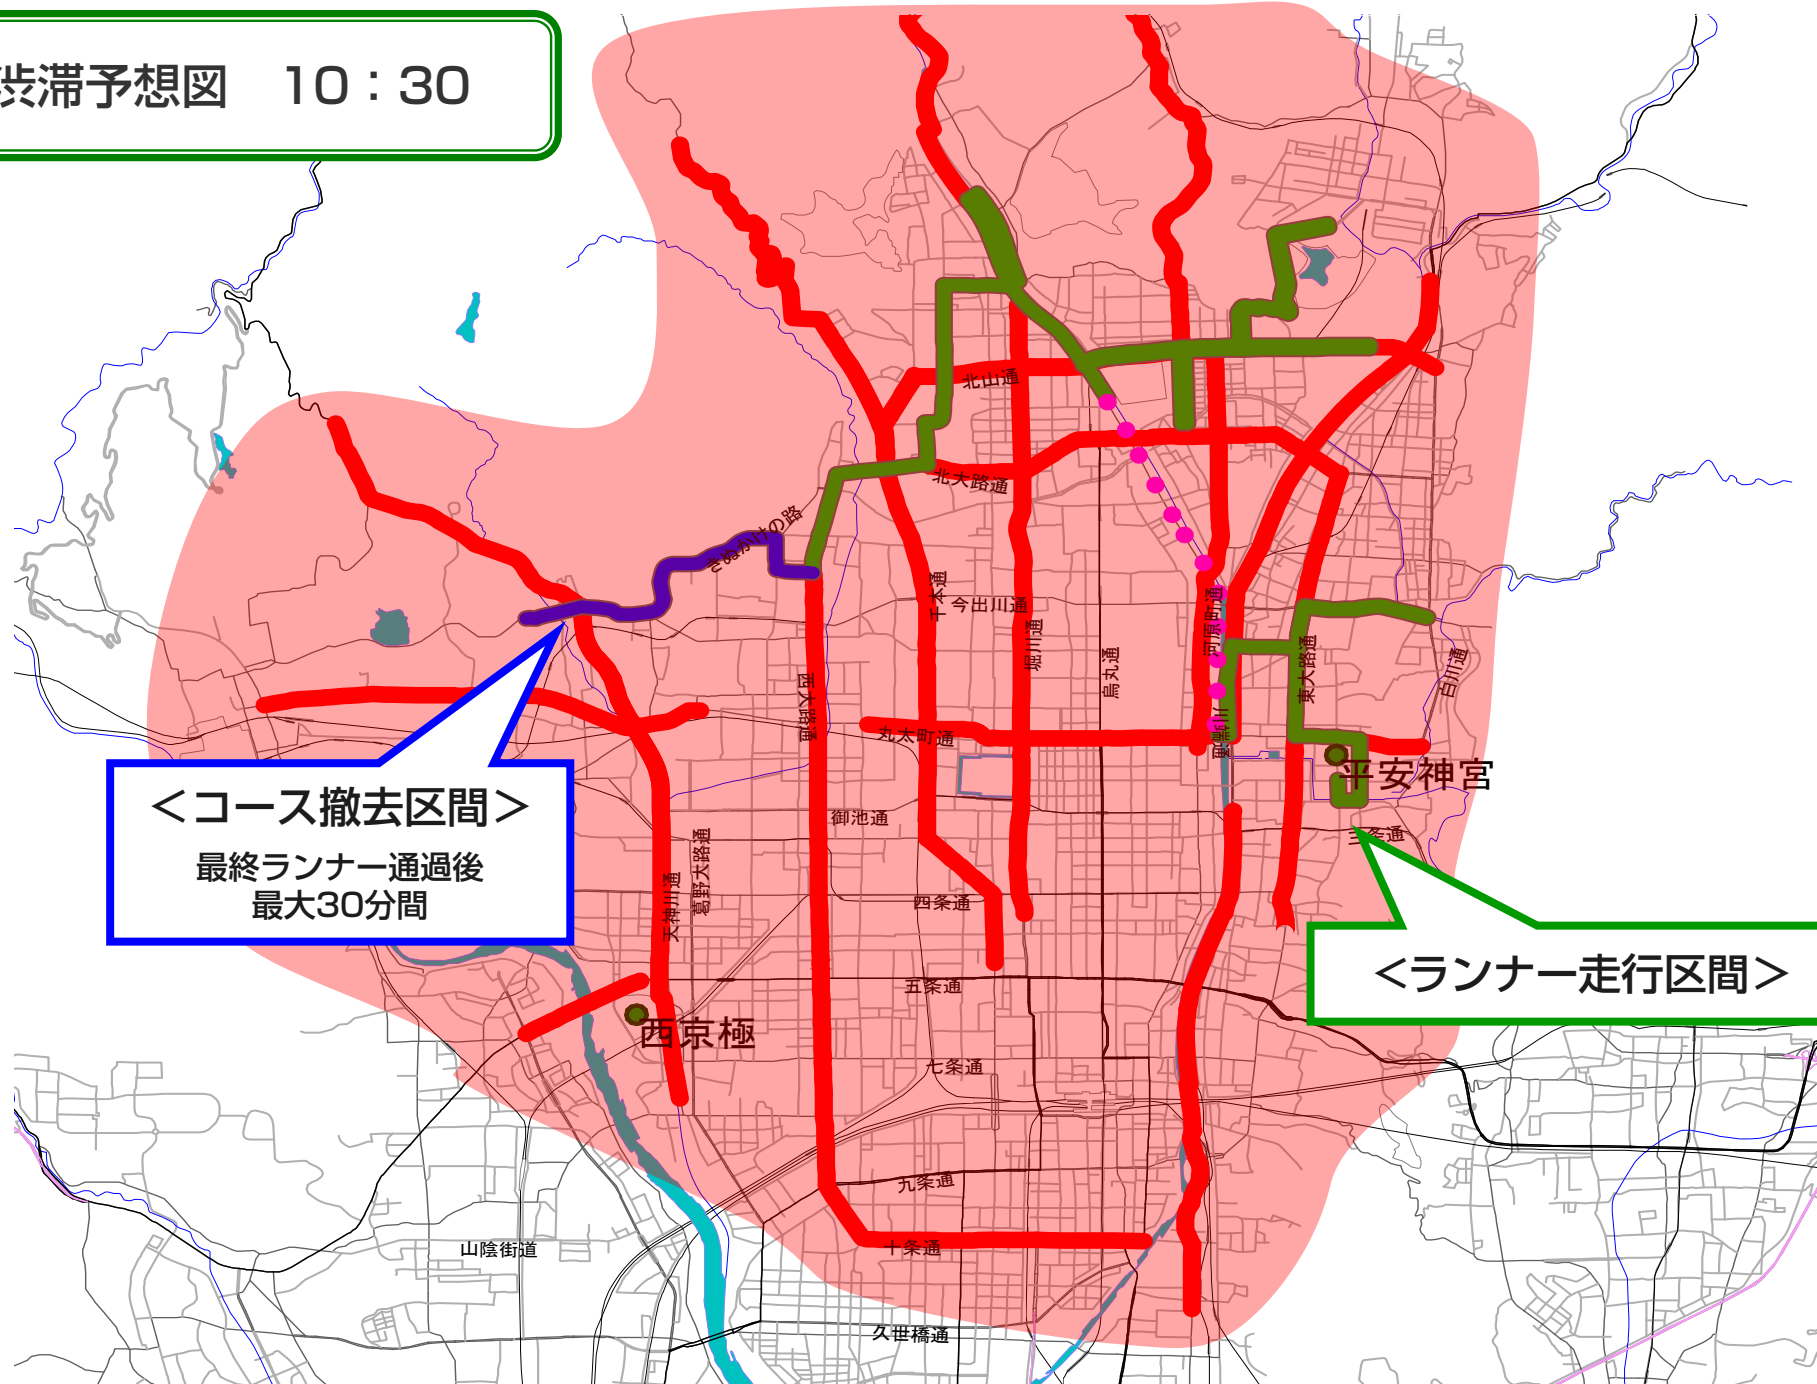 渋滞予想図　10：30
北山通
北大路通
きぬかけの路
千本通
今出川通
堀川通
河原町通
烏丸通
東大路通
白川通
西大路通
丸太町通
川端通
平安神宮
＜コース撤去区間＞
最終ランナー通過後
最大30分間
御池通
三条通
葛野大路通
天神川通
四条通
＜ランナー走行区間＞
五条通
西京極
七条通
九条通
十条通
山陰街道
久世橋通